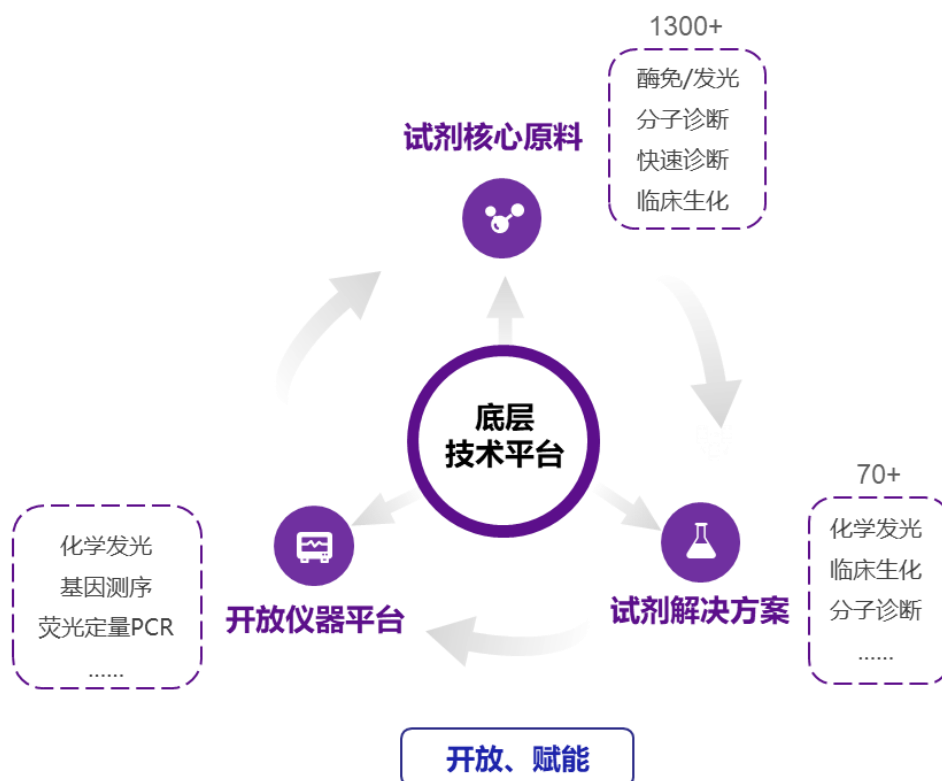 1300+
酶免/发光
分子诊断
快速诊断
临床生化
试剂核心原料
底层
技术平台
化学发光
基因测序
荧光定量PCR
......
开放仪器平台
70+
化学发光
临床生化
分子诊断
......
试剂解决方案
开放、赋能